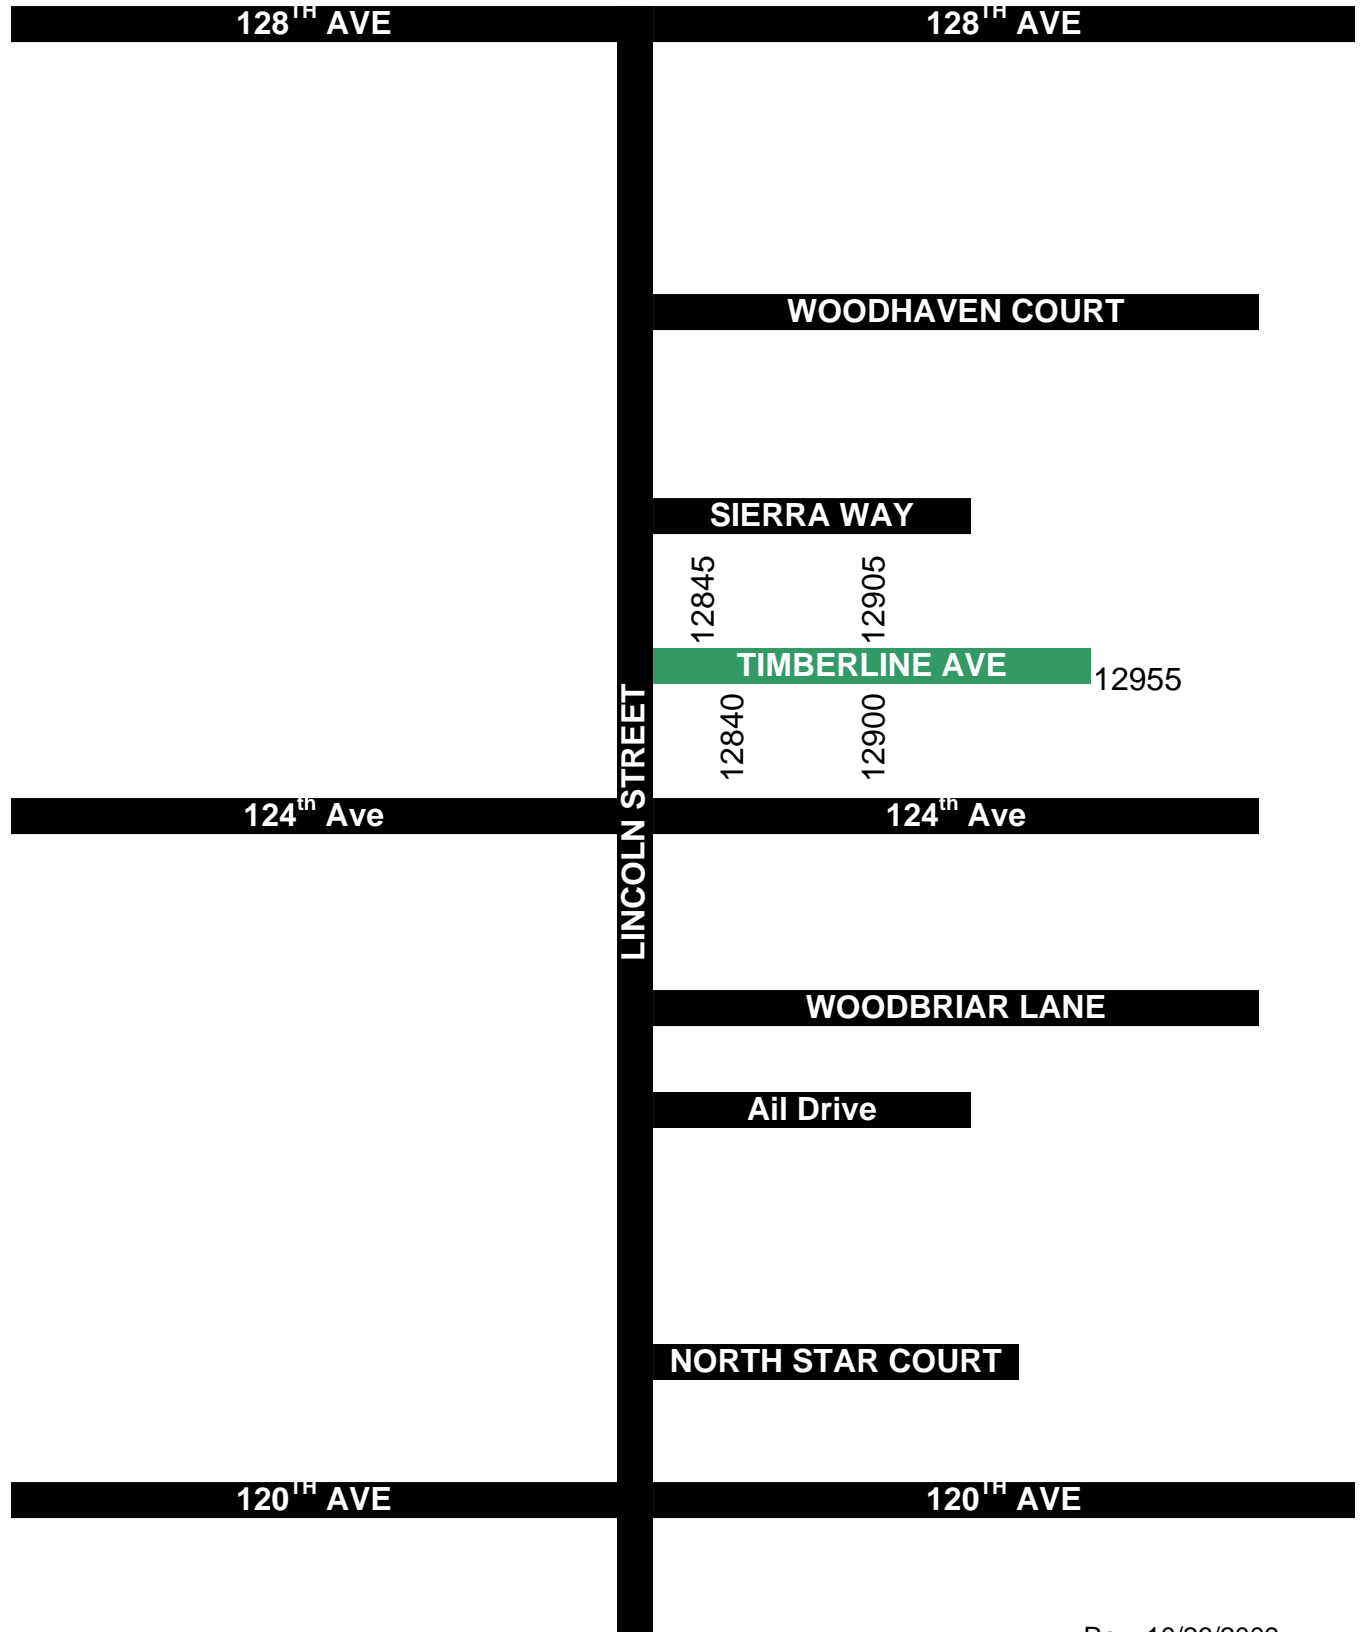 128TH AVE 128TH AVE
WOODHAVEN COURT
SIERRA WAY
12845 12905
TIMBERLINE AVE 12955
12840 12900
LINCOLN STREET
124th Ave 124th Ave
WOODBRIAR LANE
Ail Drive
NORTH STAR COURT
120TH AVE 120TH AVE